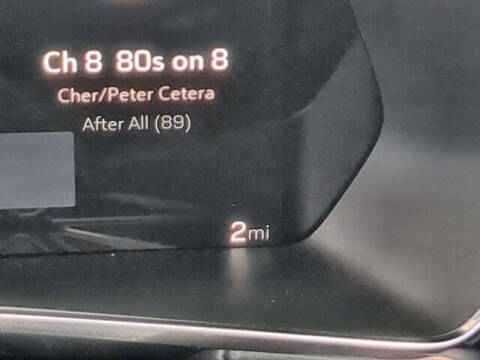 Ch 8 80s on 8
Cher/Peter Cetera
After All (89)
2mi